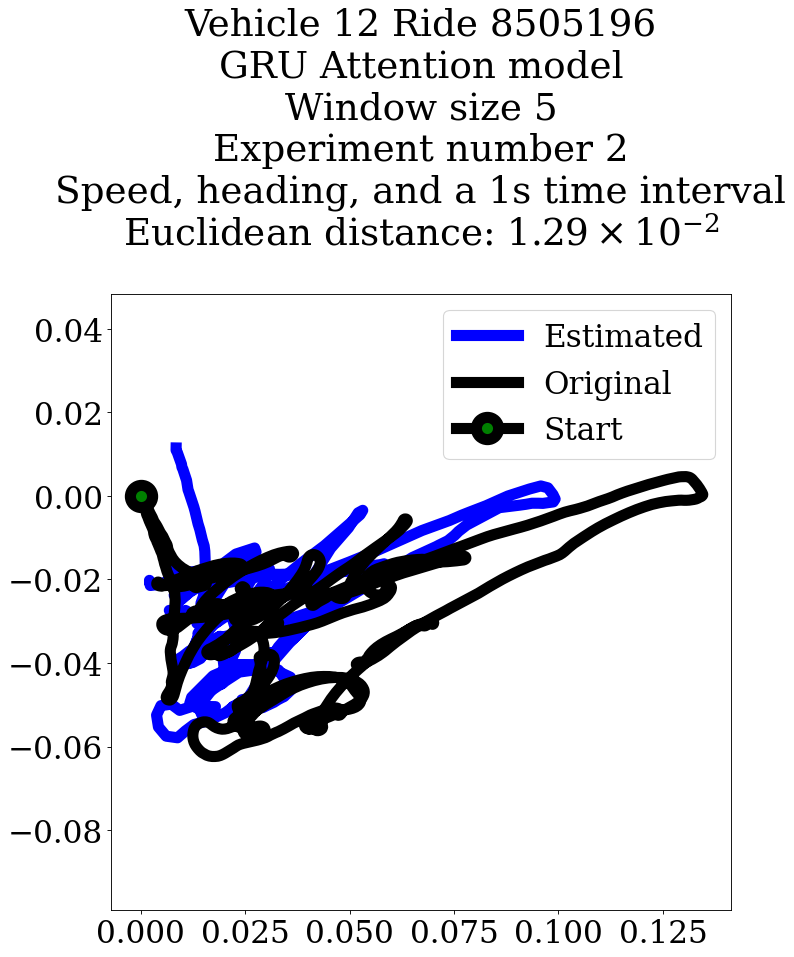 Vehicle 12 Ride 8505196
GRU Attention model
Window size 5
Experiment number 2
Speed, heading, and a 1s time interval
Euclidean distance: 1.29 × 10⁻²
Estimated
Original
Start
0.04
0.02
0.00
−0.02
−0.04
−0.06
−0.08
0.000 0.025 0.050 0.075 0.100 0.125